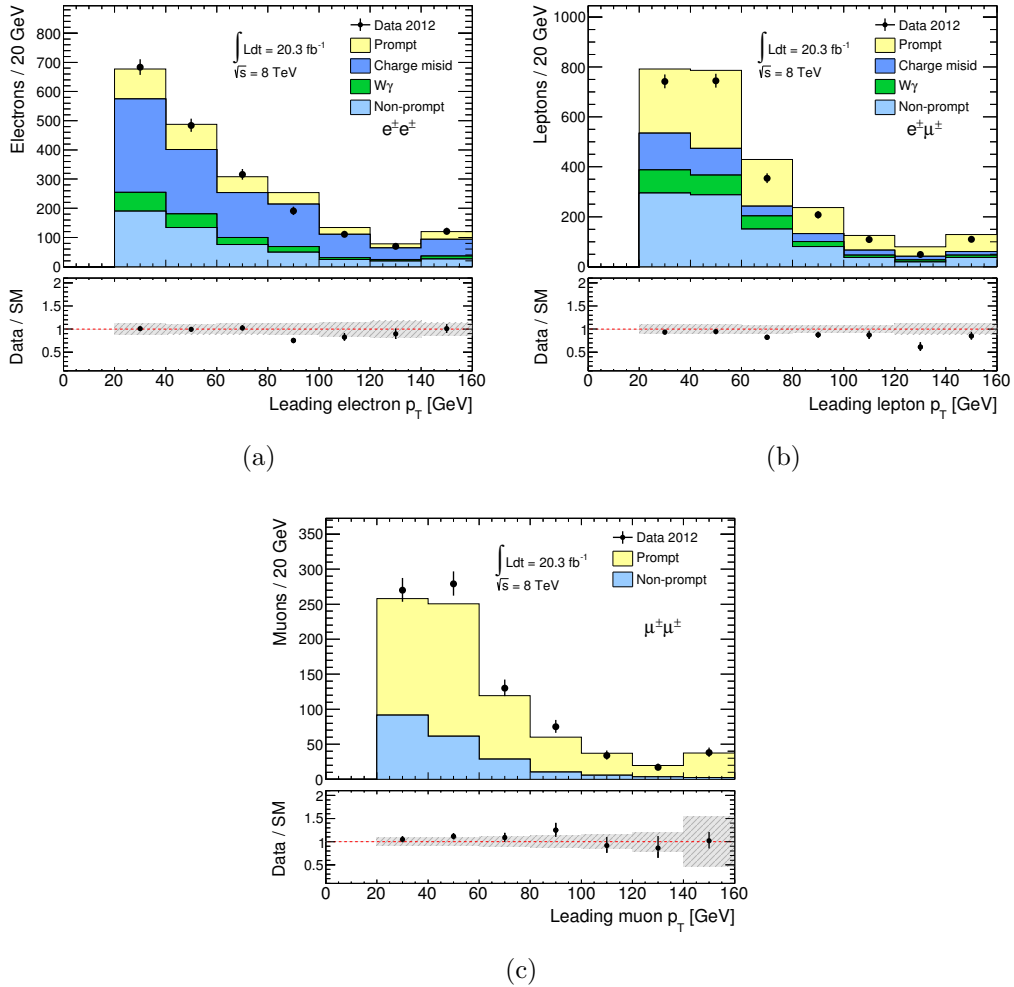 Electrons / 20 GeV
800
700
600
500
400
300
200
100
0
∫ Ldt = 20.3 fb⁻¹
√s = 8 TeV
Data 2012
Prompt
Charge misid
Wγ
Non-prompt
e±e±
Data / SM
2
1.5
1
0.5
0 20 40 60 80 100 120 140 160
Leading electron p_T [GeV]
(a)
Leptons / 20 GeV
1000
800
600
400
200
0
∫ Ldt = 20.3 fb⁻¹
√s = 8 TeV
Data 2012
Prompt
Charge misid
Wγ
Non-prompt
e±μ±
Data / SM
2
1.5
1
0.5
0 20 40 60 80 100 120 140 160
Leading lepton p_T [GeV]
(b)
Muons / 20 GeV
350
300
250
200
150
100
50
0
∫ Ldt = 20.3 fb⁻¹
√s = 8 TeV
Data 2012
Prompt
Non-prompt
μ±μ±
Data / SM
2
1.5
1
0.5
0 20 40 60 80 100 120 140 160
Leading muon p_T [GeV]
(c)